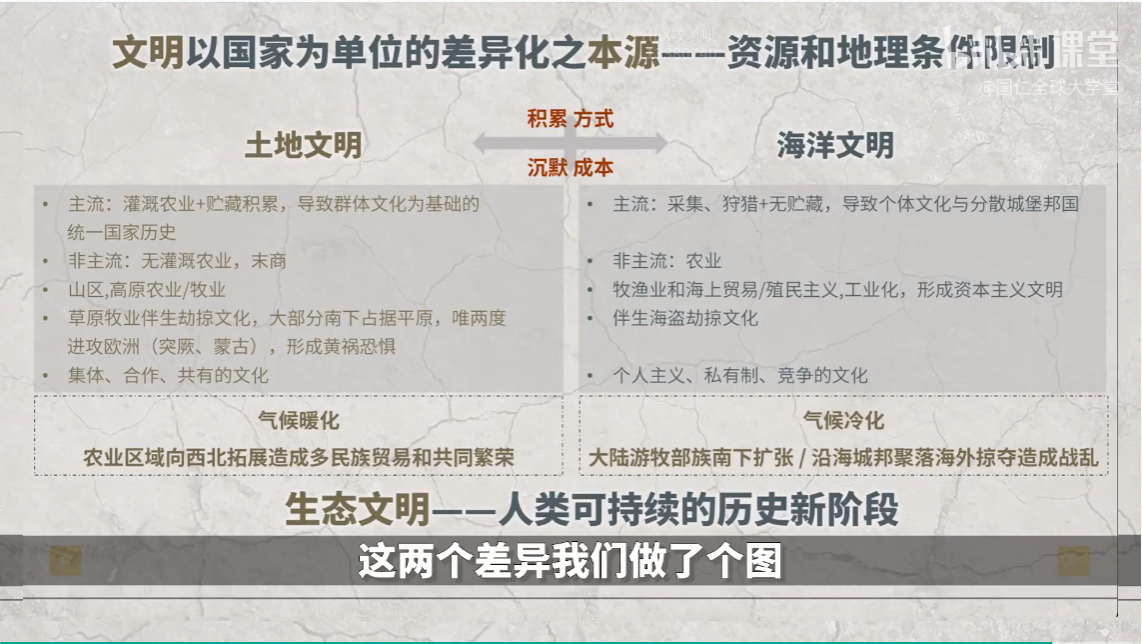 文明以国家为单位的差异化之本源——资源和地理条件限制
课堂
@国仁全球大学堂
积累 方式
土地文明
海洋文明
沉默 成本
• 主流：灌溉农业+贮藏积累，导致群体文化为基础的
统一国家历史
• 非主流：无灌溉农业，末商
• 山区,高原农业/牧业
• 草原牧业伴生劫掠文化，大部分南下占据平原，唯两度
进攻欧洲（突厥、蒙古），形成黄祸恐惧
• 集体、合作、共有的文化
• 主流：采集、狩猎+无贮藏，导致个体文化与分散城堡邦国
• 非主流：农业
• 牧渔业和海上贸易/殖民主义,工业化，形成资本主义文明
• 伴生海盗劫掠文化
• 个人主义、私有制、竞争的文化
气候暖化
农业区域向西北拓展造成多民族贸易和共同繁荣
气候冷化
大陆游牧部族南下扩张 / 沿海城邦聚落海外掠夺造成战乱
生态文明——人类可持续的历史新阶段
这两个差异我们做了个图